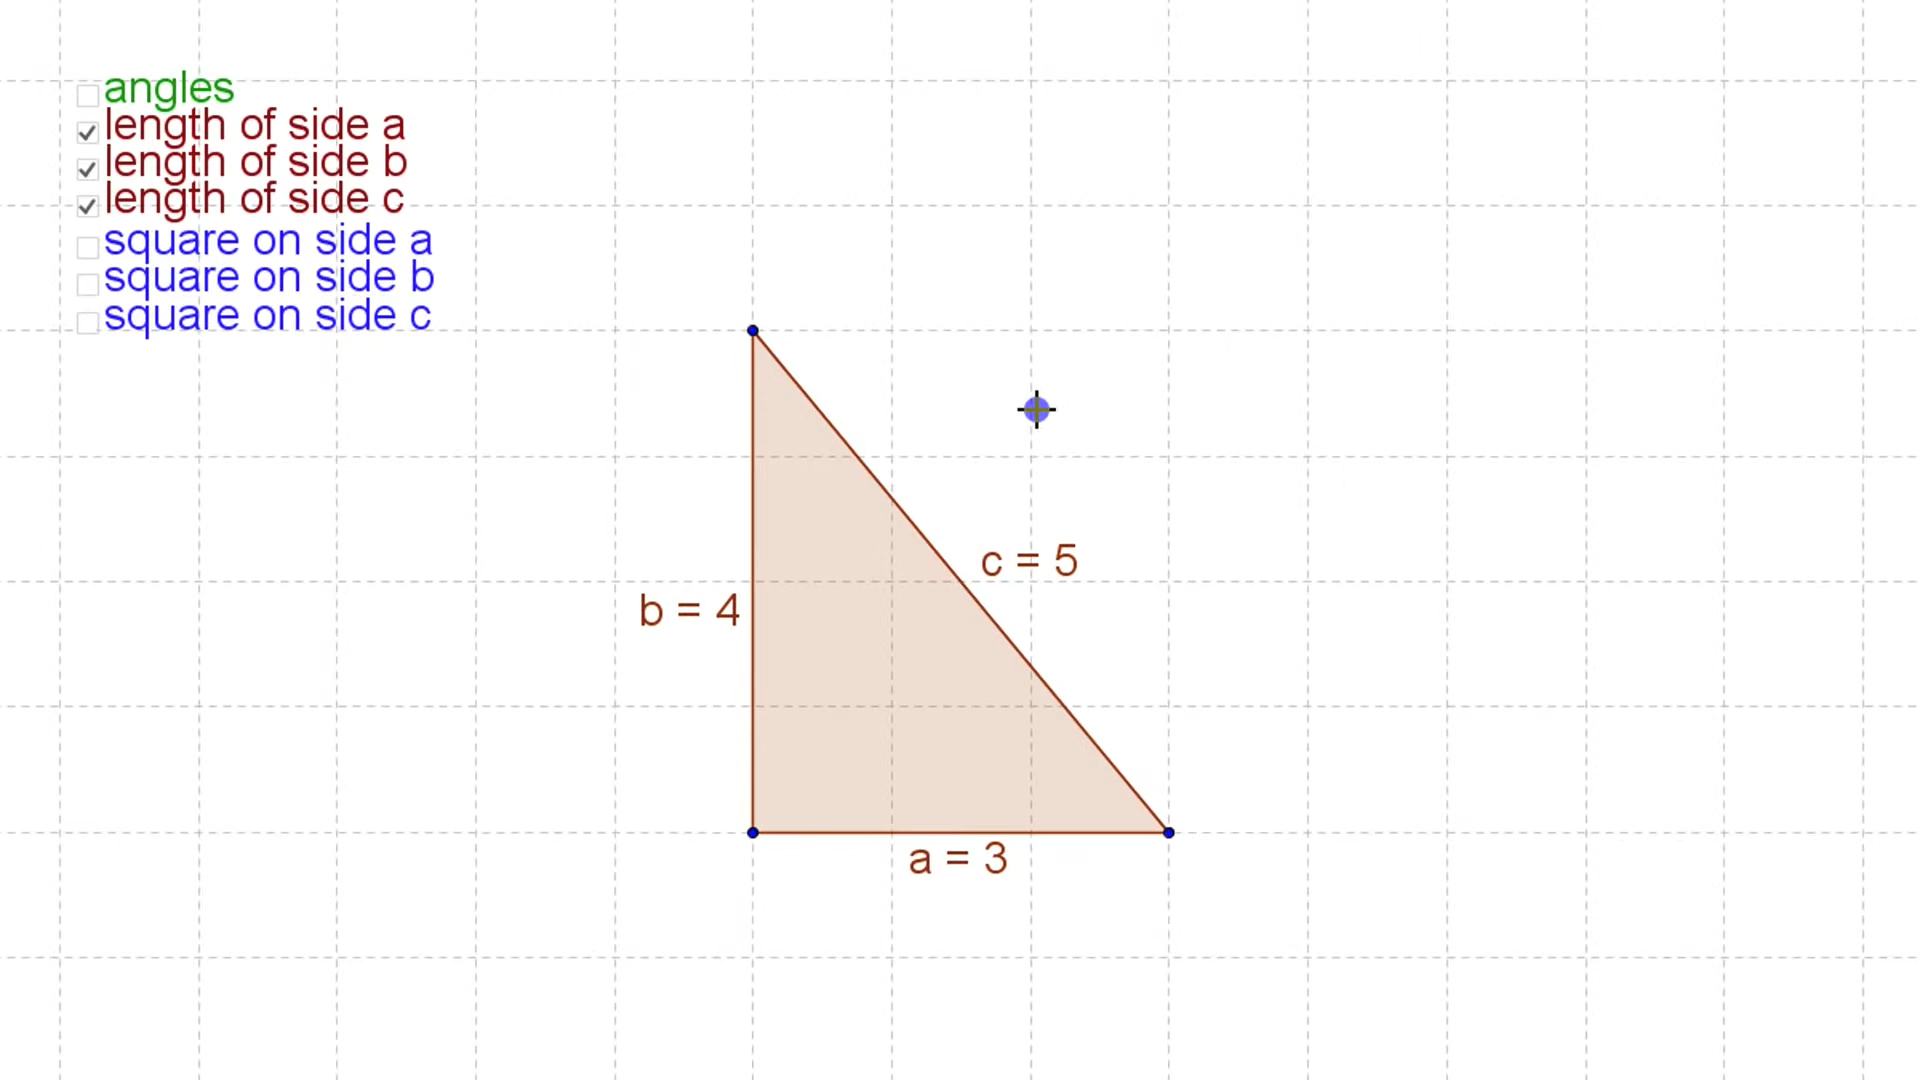 angles
length of side a
length of side b
length of side c
square on side a
square on side b
square on side c
c = 5
b = 4
a = 3